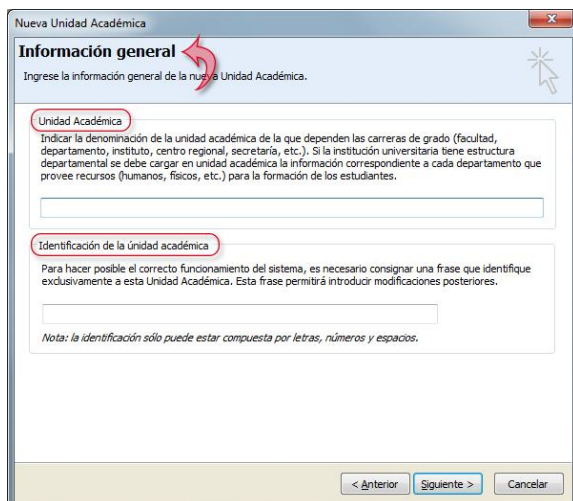 Nueva Unidad Académica
Información general
Ingrese la información general de la nueva Unidad Académica.
Unidad Académica
Indicar la denominación de la unidad académica de la que dependen las carreras de grado (facultad,
departamento, instituto, centro regional, secretaría, etc.). Si la institución universitaria tiene estructura
departamental se debe cargar en unidad académica la información correspondiente a cada departamento que
provee recursos (humanos, físicos, etc.) para la formación de los estudiantes.
Identificación de la únidad académica
Para hacer posible el correcto funcionamiento del sistema, es necesario consignar una frase que identifique
exclusivamente a esta Unidad Académica. Esta frase permitirá introducir modificaciones posteriores.
Nota: la identificación sólo puede estar compuesta por letras, números y espacios.
< Anterior Siguiente > Cancelar